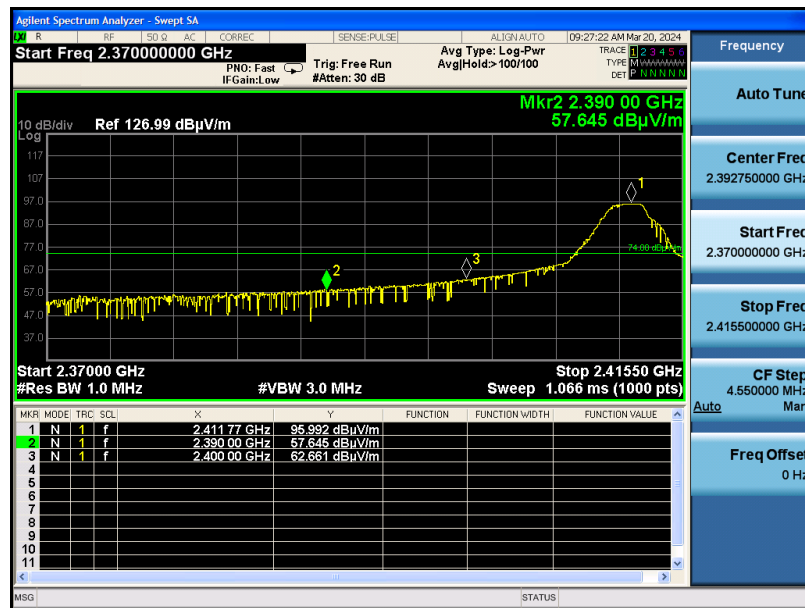 Agilent Spectrum Analyzer - Swept SA
LXI R RF 50 Ω AC CORREC SENSE:PULSE ALIGN AUTO 09:27:22 AM Mar 20, 2024
Start Freq 2.370000000 GHz
PNO: Fast
IFGain:Low
Trig: Free Run
#Atten: 30 dB
Avg Type: Log-Pwr
Avg|Hold:>100/100
TRACE 1 2 3 4 5 6
TYPE M
DET P N N N N N
Frequency
Auto Tune
Mkr2 2.390 00 GHz
57.645 dBµV/m
10 dB/div Ref 126.99 dBµV/m
Log
117
107
97.0
87.0
77.0
67.0
57.0
47.0
37.0
1
2
3
74.00 dBµV/m
Center Freq
2.392750000 GHz
Start Freq
2.370000000 GHz
Stop Freq
2.415500000 GHz
CF Step
4.550000 MHz
Auto Man
Freq Offset
0 Hz
Start 2.37000 GHz Stop 2.41550 GHz
#Res BW 1.0 MHz #VBW 3.0 MHz Sweep 1.066 ms (1000 pts)
MKR MODE TRC SCL X Y FUNCTION FUNCTION WIDTH FUNCTION VALUE
1 N 1 f 2.411 77 GHz 95.992 dBµV/m
2 N 1 f 2.390 00 GHz 57.645 dBµV/m
3 N 1 f 2.400 00 GHz 62.661 dBµV/m
4
5
6
7
8
9
10
11
MSG STATUS